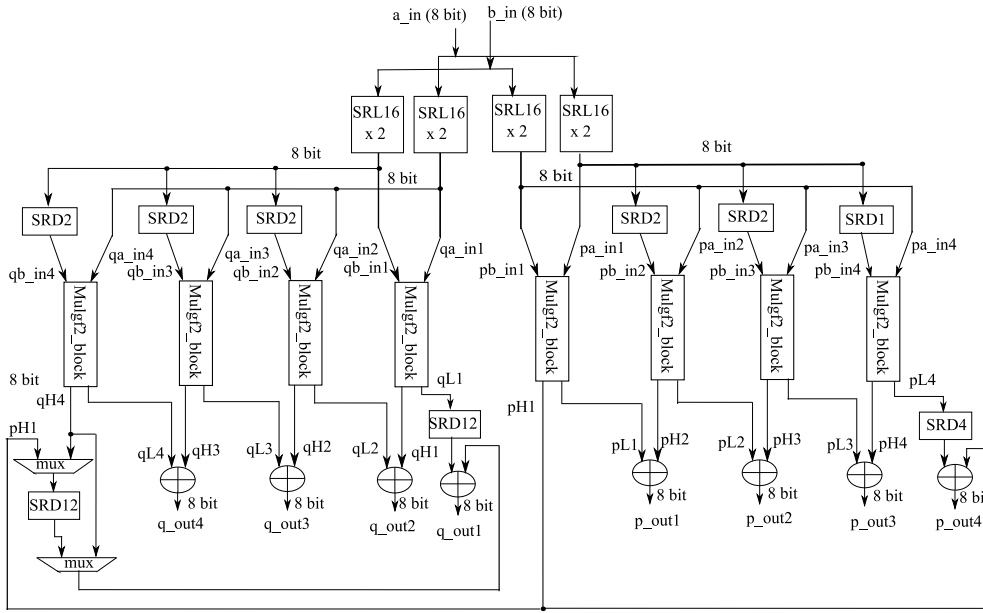 a_in (8 bit)
b_in (8 bit)
SRL16
x 2
SRL16
x 2
SRL16
x 2
SRL16
x 2
8 bit
8 bit
8 bit
8 bit
SRD2
SRD2
SRD2
SRD2
SRD2
SRD1
qb_in4
qa_in4
qb_in3
qa_in3
qb_in2
qa_in2
qb_in1
qa_in1
pb_in1
pa_in1
pb_in2
pa_in2
pb_in3
pa_in3
pb_in4
pa_in4
Mulgf2_block
Mulgf2_block
Mulgf2_block
Mulgf2_block
Mulgf2_block
Mulgf2_block
Mulgf2_block
Mulgf2_block
8 bit
qH4
qL1
pH1
pL4
SRD12
SRD4
pH1
mux
qL4
qH3
qL3
qH2
qL2
qH1
pL1
pH2
pL2
pH3
pL3
pH4
SRD12
8 bit
8 bit
8 bit
8 bit
8 bit
8 bit
8 bit
8 bit
q_out4
q_out3
q_out2
q_out1
p_out1
p_out2
p_out3
p_out4
mux